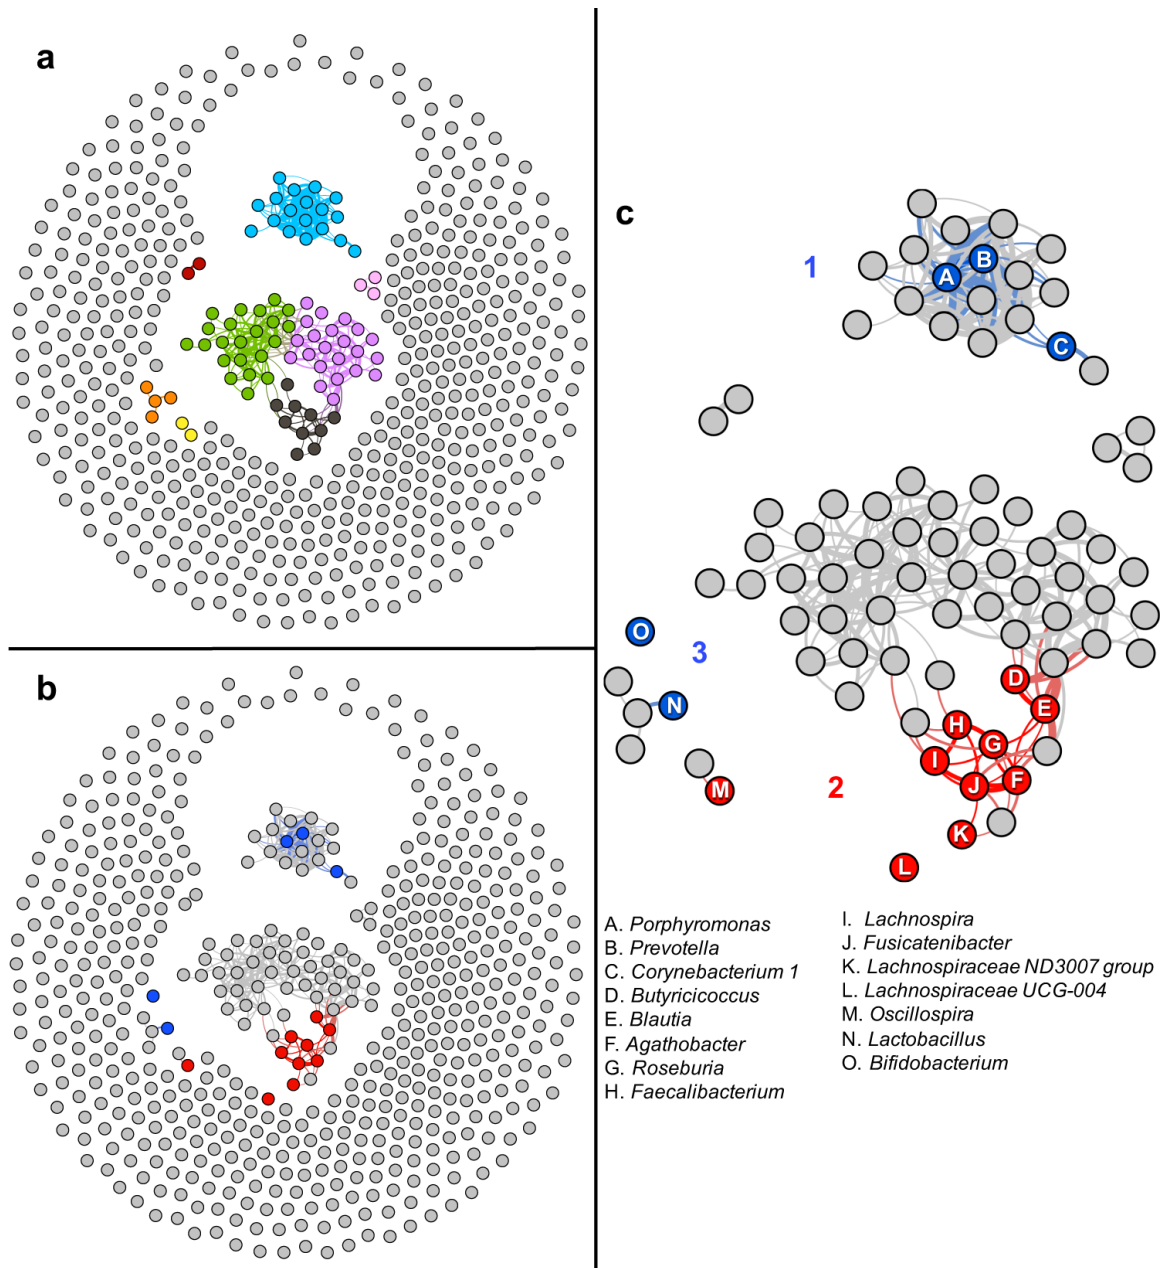 a
b
c
1
A
B
C
O
3
N
D
E
H
G
I
J
F
M
2
K
L
A. Porphyromonas
B. Prevotella
C. Corynebacterium 1
D. Butyricicoccus
E. Blautia
F. Agathobacter
G. Roseburia
H. Faecalibacterium
I. Lachnospira
J. Fusicatenibacter
K. Lachnospiraceae ND3007 group
L. Lachnospiraceae UCG-004
M. Oscillospira
N. Lactobacillus
O. Bifidobacterium